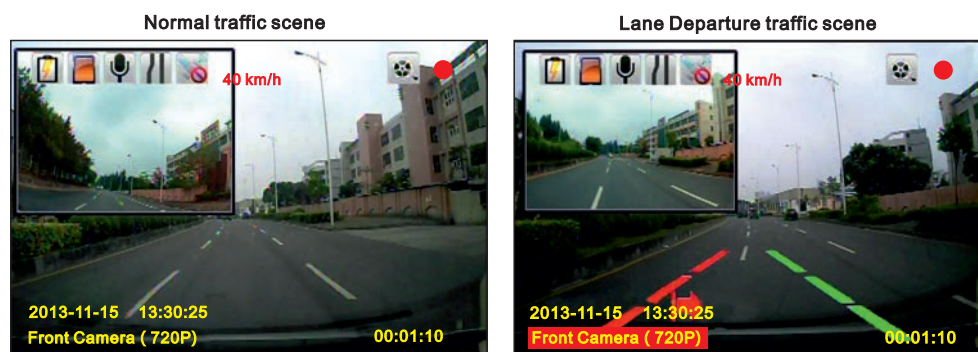 Normal traffic scene
40 km/h
2013-11-15 13:30:25
Front Camera ( 720P)
00:01:10
Lane Departure traffic scene
40 km/h
2013-11-15 13:30:25
Front Camera ( 720P)
00:01:10